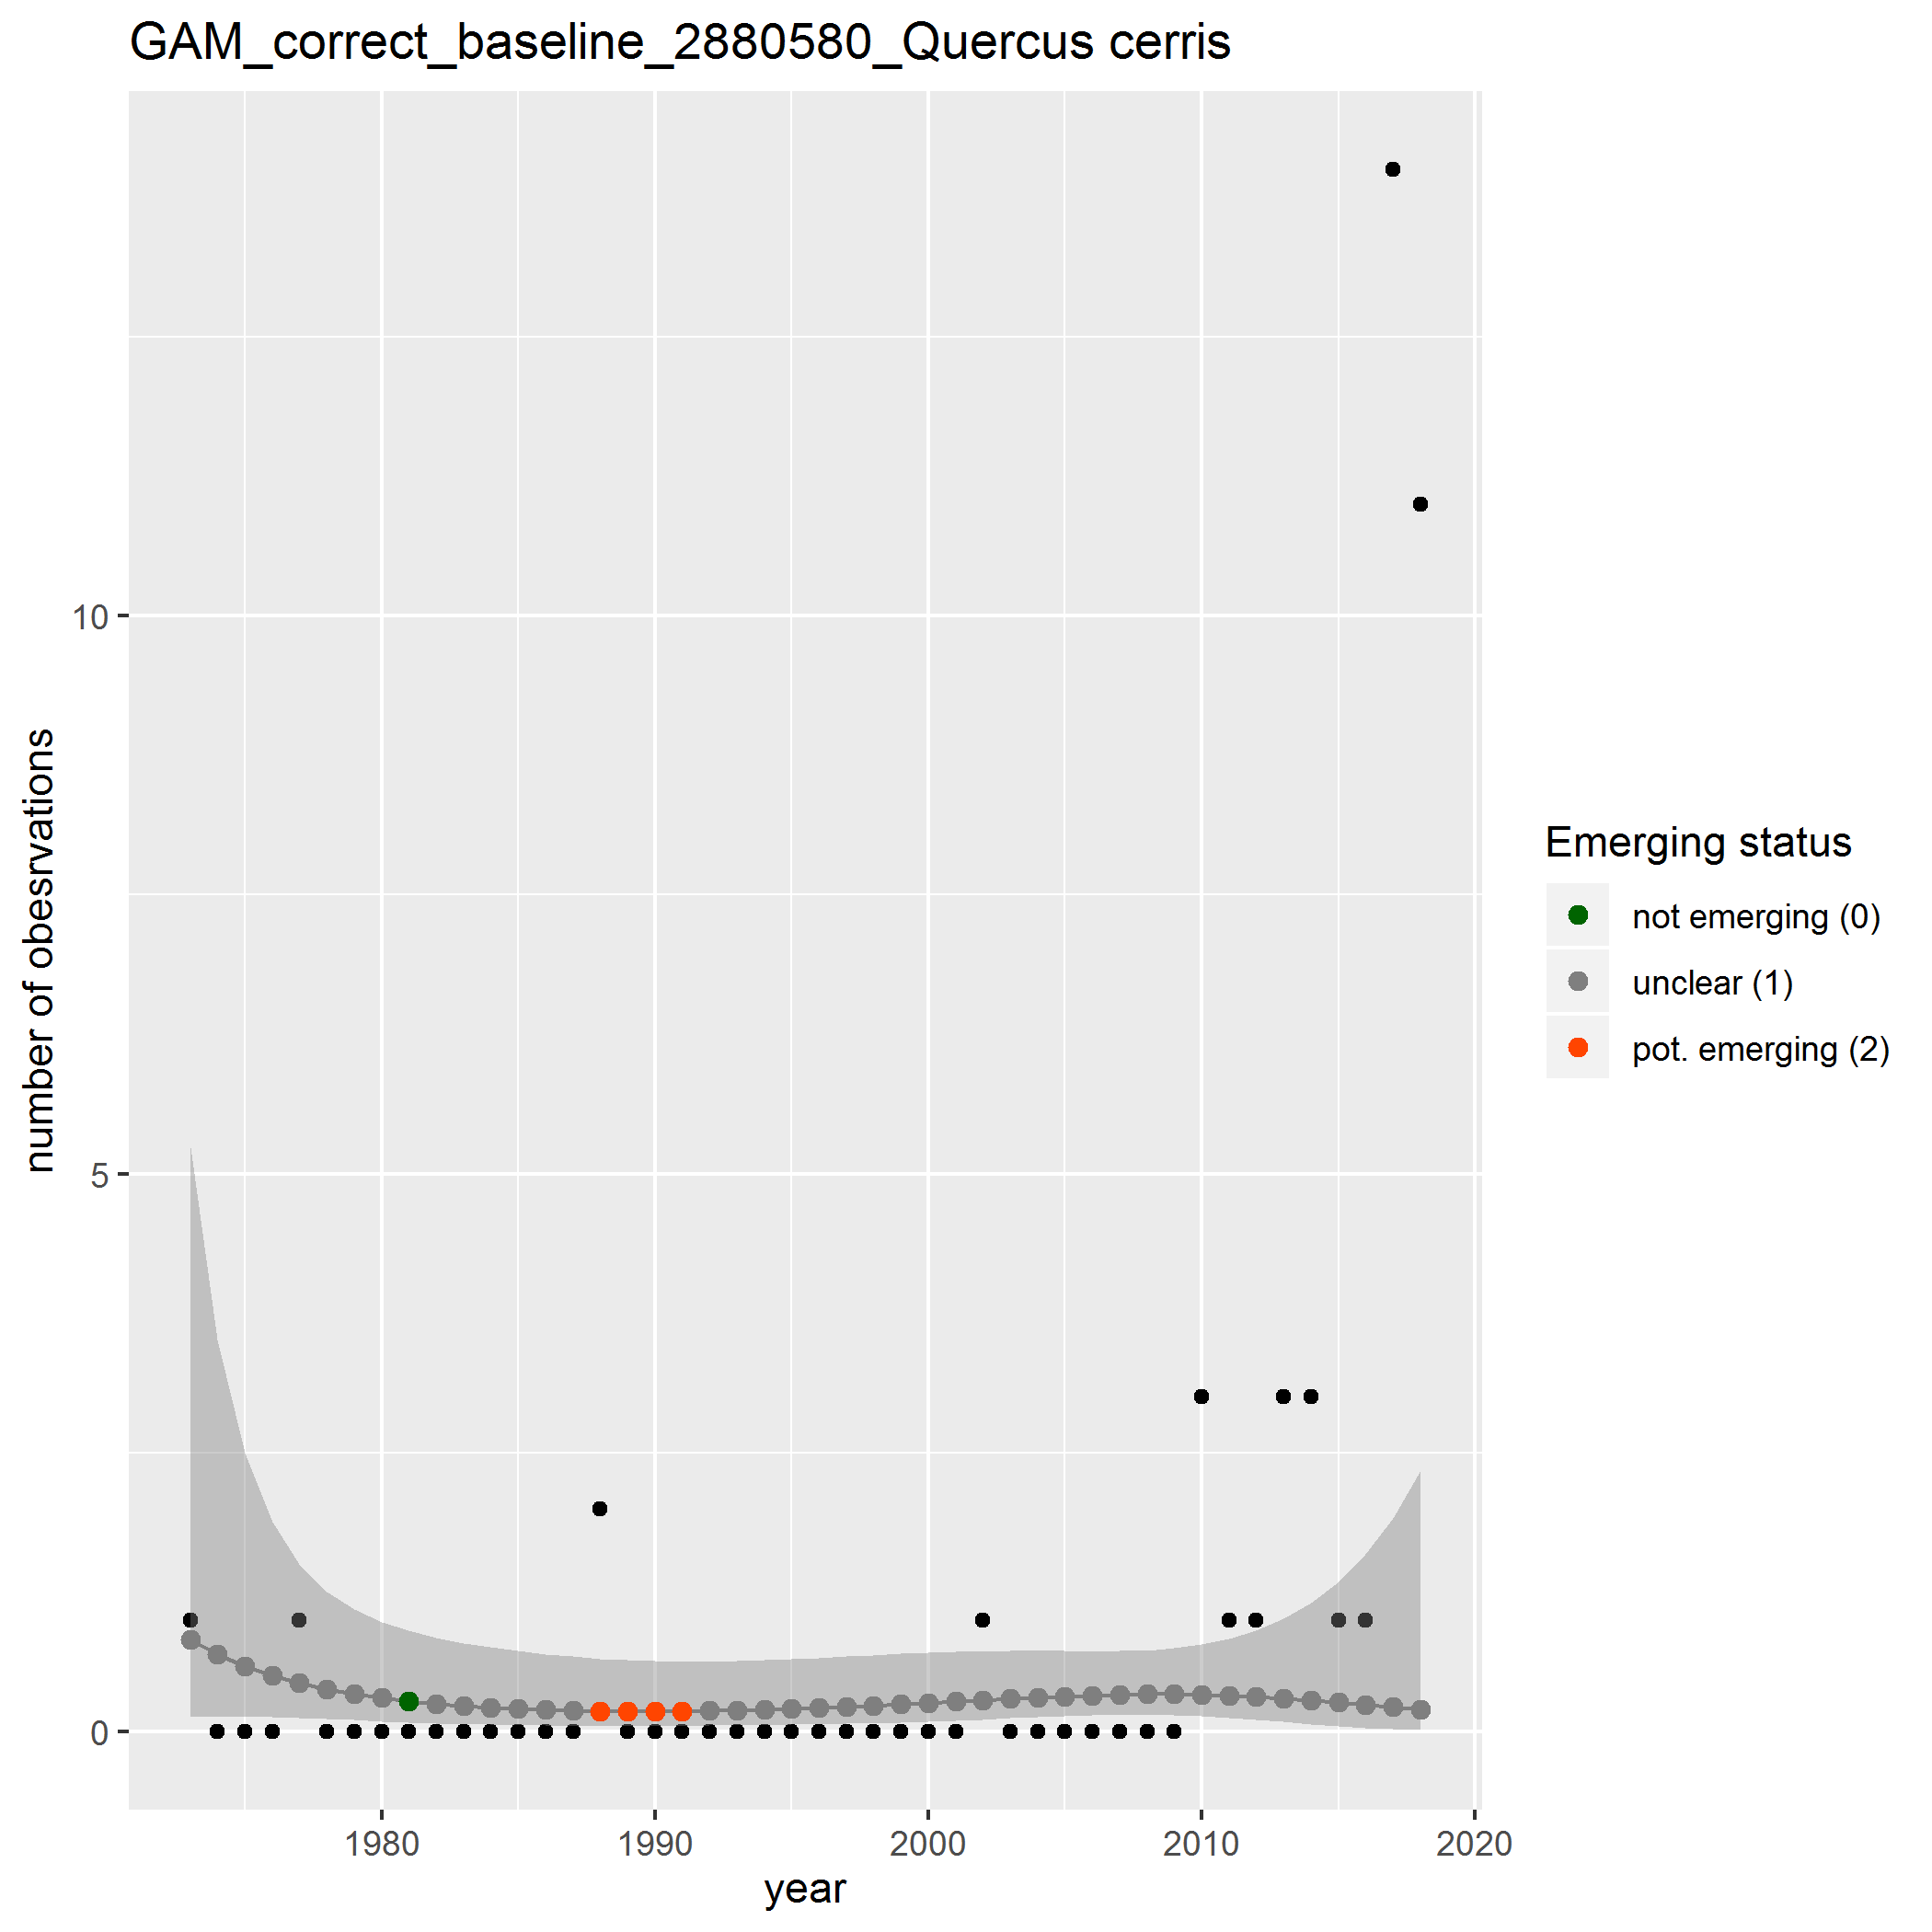 GAM_correct_baseline_2880580_Quercus cerris
number of obesrvations
10
5
0
1980
1990
2000
2010
2020
year
Emerging status
not emerging (0)
unclear (1)
pot. emerging (2)